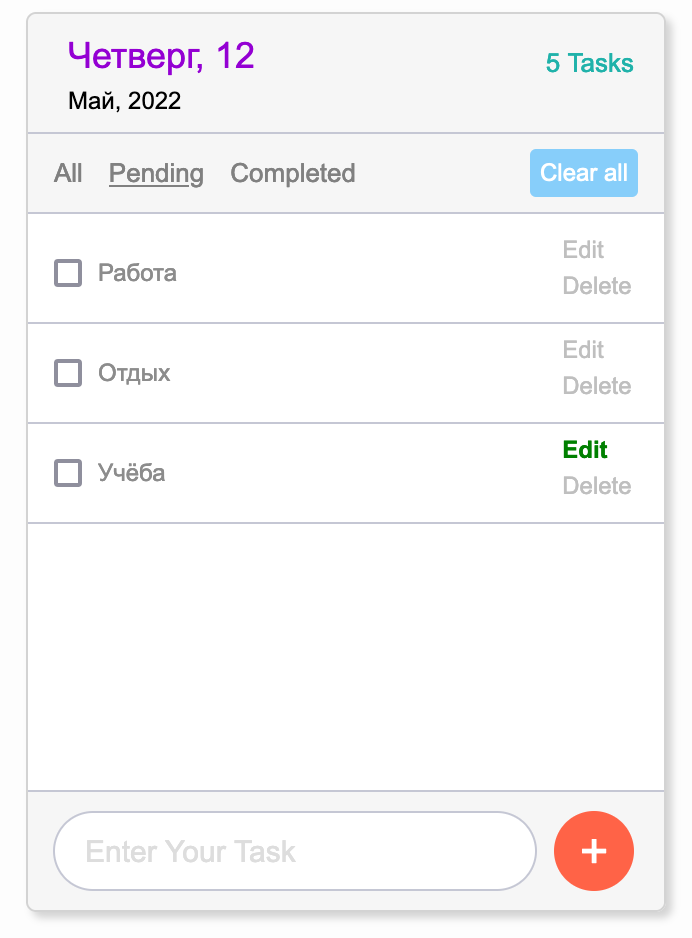 Четверг, 12
5 Tasks
Май, 2022
All Pending Completed Clear all
Работа
Edit
Delete
Отдых
Edit
Delete
Учёба
Edit
Delete
Enter Your Task
+